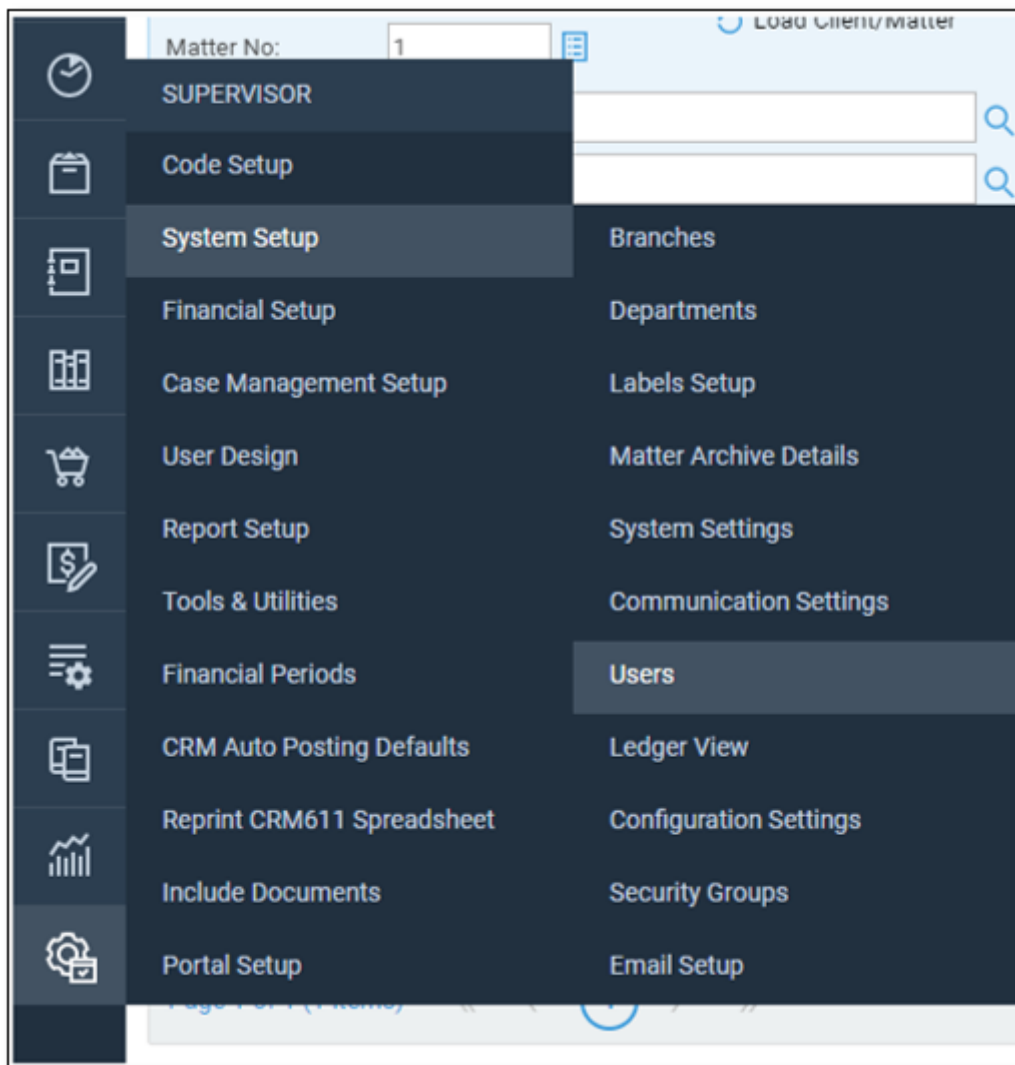 Load Client/Matter
Matter No:
1
SUPERVISOR
Code Setup
System Setup
Financial Setup
Case Management Setup
User Design
Report Setup
Tools & Utilities
Financial Periods
CRM Auto Posting Defaults
Reprint CRM611 Spreadsheet
Include Documents
Portal Setup
Branches
Departments
Labels Setup
Matter Archive Details
System Settings
Communication Settings
Users
Ledger View
Configuration Settings
Security Groups
Email Setup